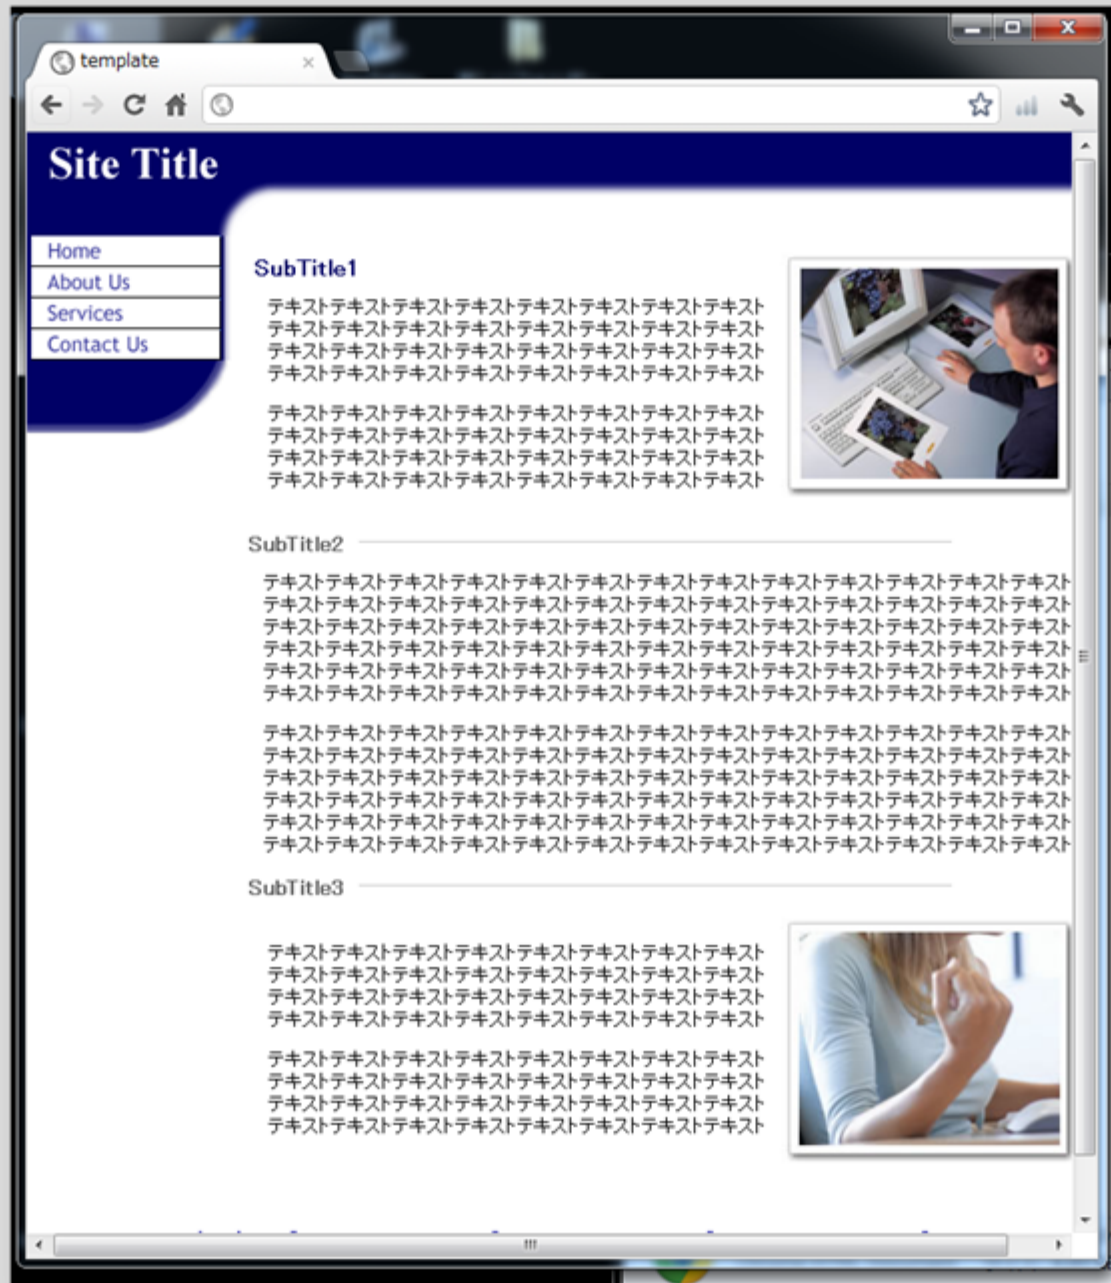 template
Site Title
Home
About Us
Services
Contact Us
SubTitle1
テキストテキストテキストテキストテキストテキストテキストテキスト
テキストテキストテキストテキストテキストテキストテキストテキスト
テキストテキストテキストテキストテキストテキストテキストテキスト
テキストテキストテキストテキストテキストテキストテキストテキスト
テキストテキストテキストテキストテキストテキストテキストテキスト
テキストテキストテキストテキストテキストテキストテキストテキスト
テキストテキストテキストテキストテキストテキストテキストテキスト
テキストテキストテキストテキストテキストテキストテキストテキスト
SubTitle2
テキストテキストテキストテキストテキストテキストテキストテキストテキストテキストテキストテキストテキスト
テキストテキストテキストテキストテキストテキストテキストテキストテキストテキストテキストテキストテキスト
テキストテキストテキストテキストテキストテキストテキストテキストテキストテキストテキストテキストテキスト
テキストテキストテキストテキストテキストテキストテキストテキストテキストテキストテキストテキストテキスト
テキストテキストテキストテキストテキストテキストテキストテキストテキストテキストテキストテキストテキスト
テキストテキストテキストテキストテキストテキストテキストテキストテキストテキストテキストテキストテキスト
テキストテキストテキストテキストテキストテキストテキストテキストテキストテキストテキストテキストテキスト
テキストテキストテキストテキストテキストテキストテキストテキストテキストテキストテキストテキストテキスト
テキストテキストテキストテキストテキストテキストテキストテキストテキストテキストテキストテキストテキスト
テキストテキストテキストテキストテキストテキストテキストテキストテキストテキストテキストテキストテキスト
テキストテキストテキストテキストテキストテキストテキストテキストテキストテキストテキストテキストテキスト
テキストテキストテキストテキストテキストテキストテキストテキストテキストテキストテキストテキストテキスト
SubTitle3
テキストテキストテキストテキストテキストテキストテキストテキスト
テキストテキストテキストテキストテキストテキストテキストテキスト
テキストテキストテキストテキストテキストテキストテキストテキスト
テキストテキストテキストテキストテキストテキストテキストテキスト
テキストテキストテキストテキストテキストテキストテキストテキスト
テキストテキストテキストテキストテキストテキストテキストテキスト
テキストテキストテキストテキストテキストテキストテキストテキスト
テキストテキストテキストテキストテキストテキストテキストテキスト